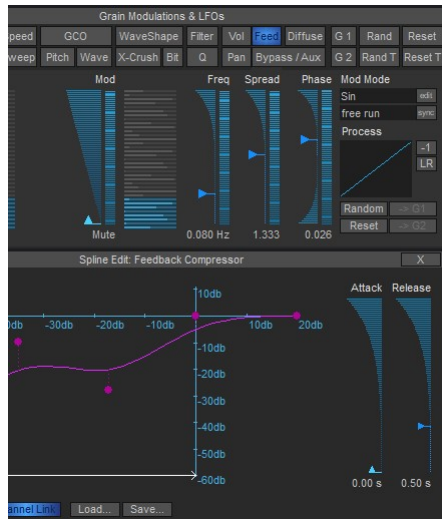 Grain Modulations & LFOs
peed GCO WaveShape Filter Vol Feed Diffuse G 1 Rand Reset
weep Pitch Wave X-Crush Bit Q Pan Bypass / Aux G 2 Rand T Reset T
Mod Freq Spread Phase Mod Mode
Sin edit
free run sync
Process
-1
LR
Random -> G1
Reset -> G2
Mute 0.080 Hz 1.333 0.026
Spline Edit: Feedback Compressor X
10db
Attack Release
0db -30db -20db -10db 10db 20db
-10db
-20db
-30db
-40db
-50db
-60db
0.00 s 0.50 s
annel Link Load... Save...